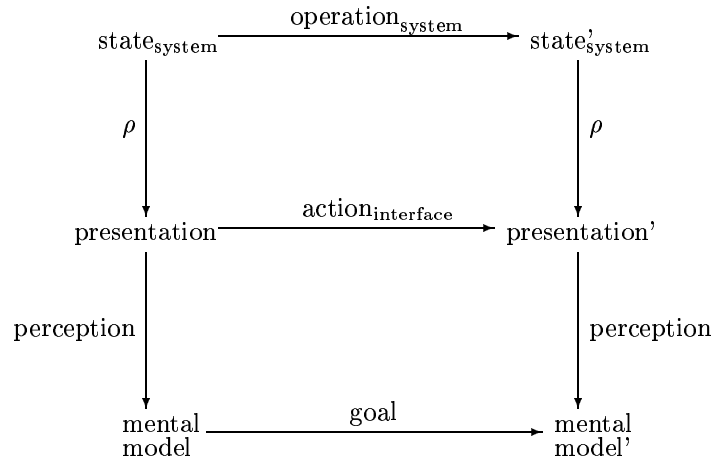 operation_system
state_system state'_system
ρ ρ
action_interface
presentation presentation'
perception perception
goal
mental mental
model model'